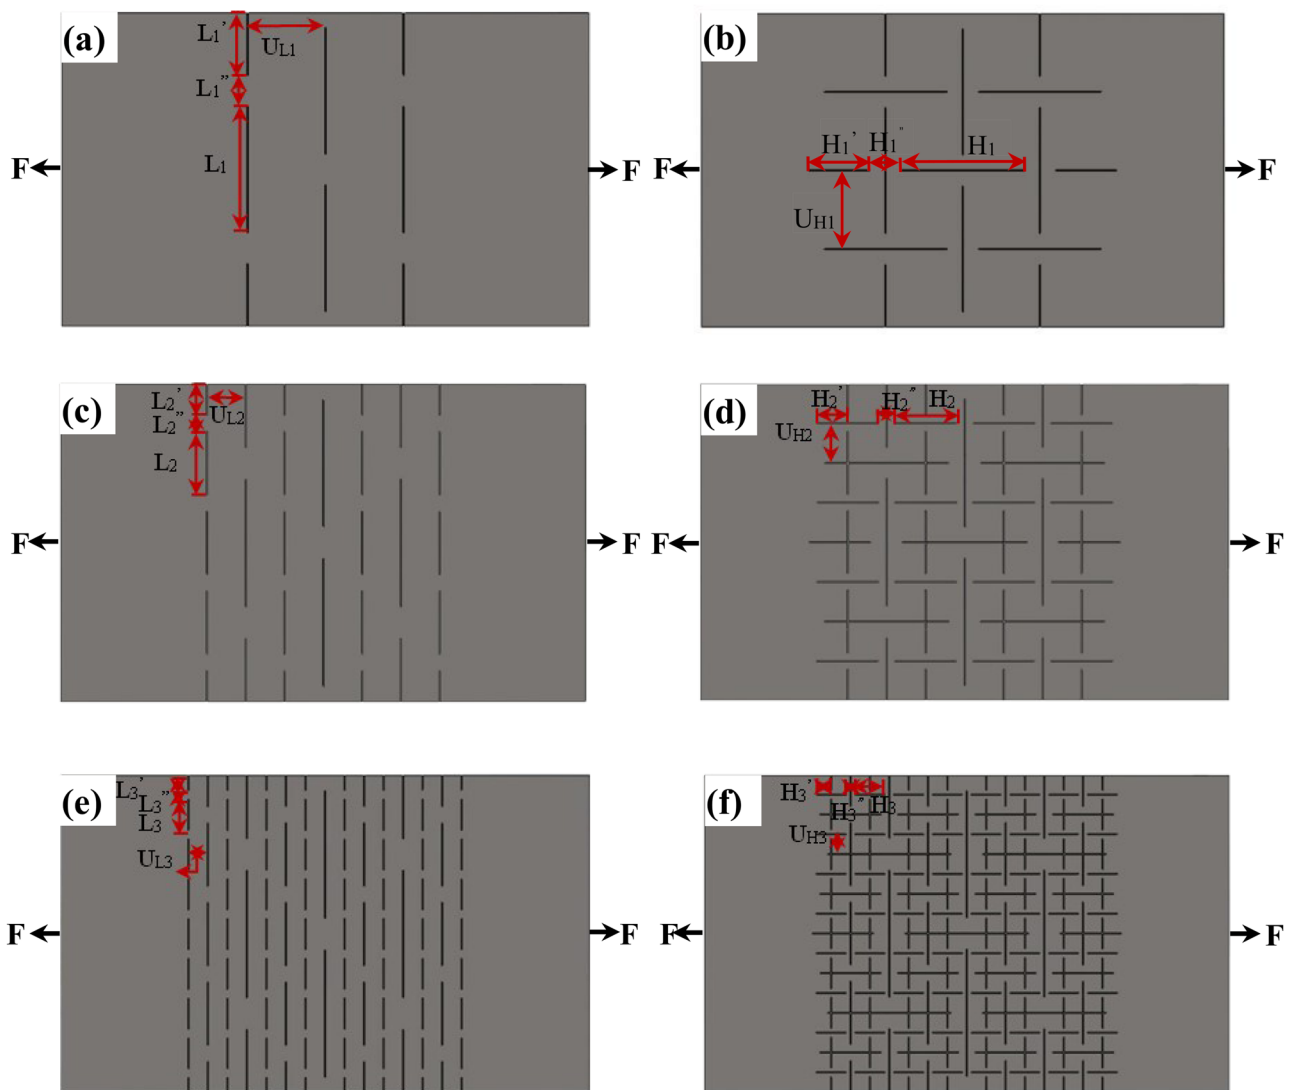 (a)
L1’
UL1
L1”
L1
F
F
(b)
H1’
H1”
H1
UH1
F
F
(c)
L2’
UL2
L2”
L2
F
F
(d)
H2’
H2”
H2
UH2
F
F
(e)
L3’
L3”
L3
UL3
F
F
(f)
H3’
H3”
H3
UH3
F
F